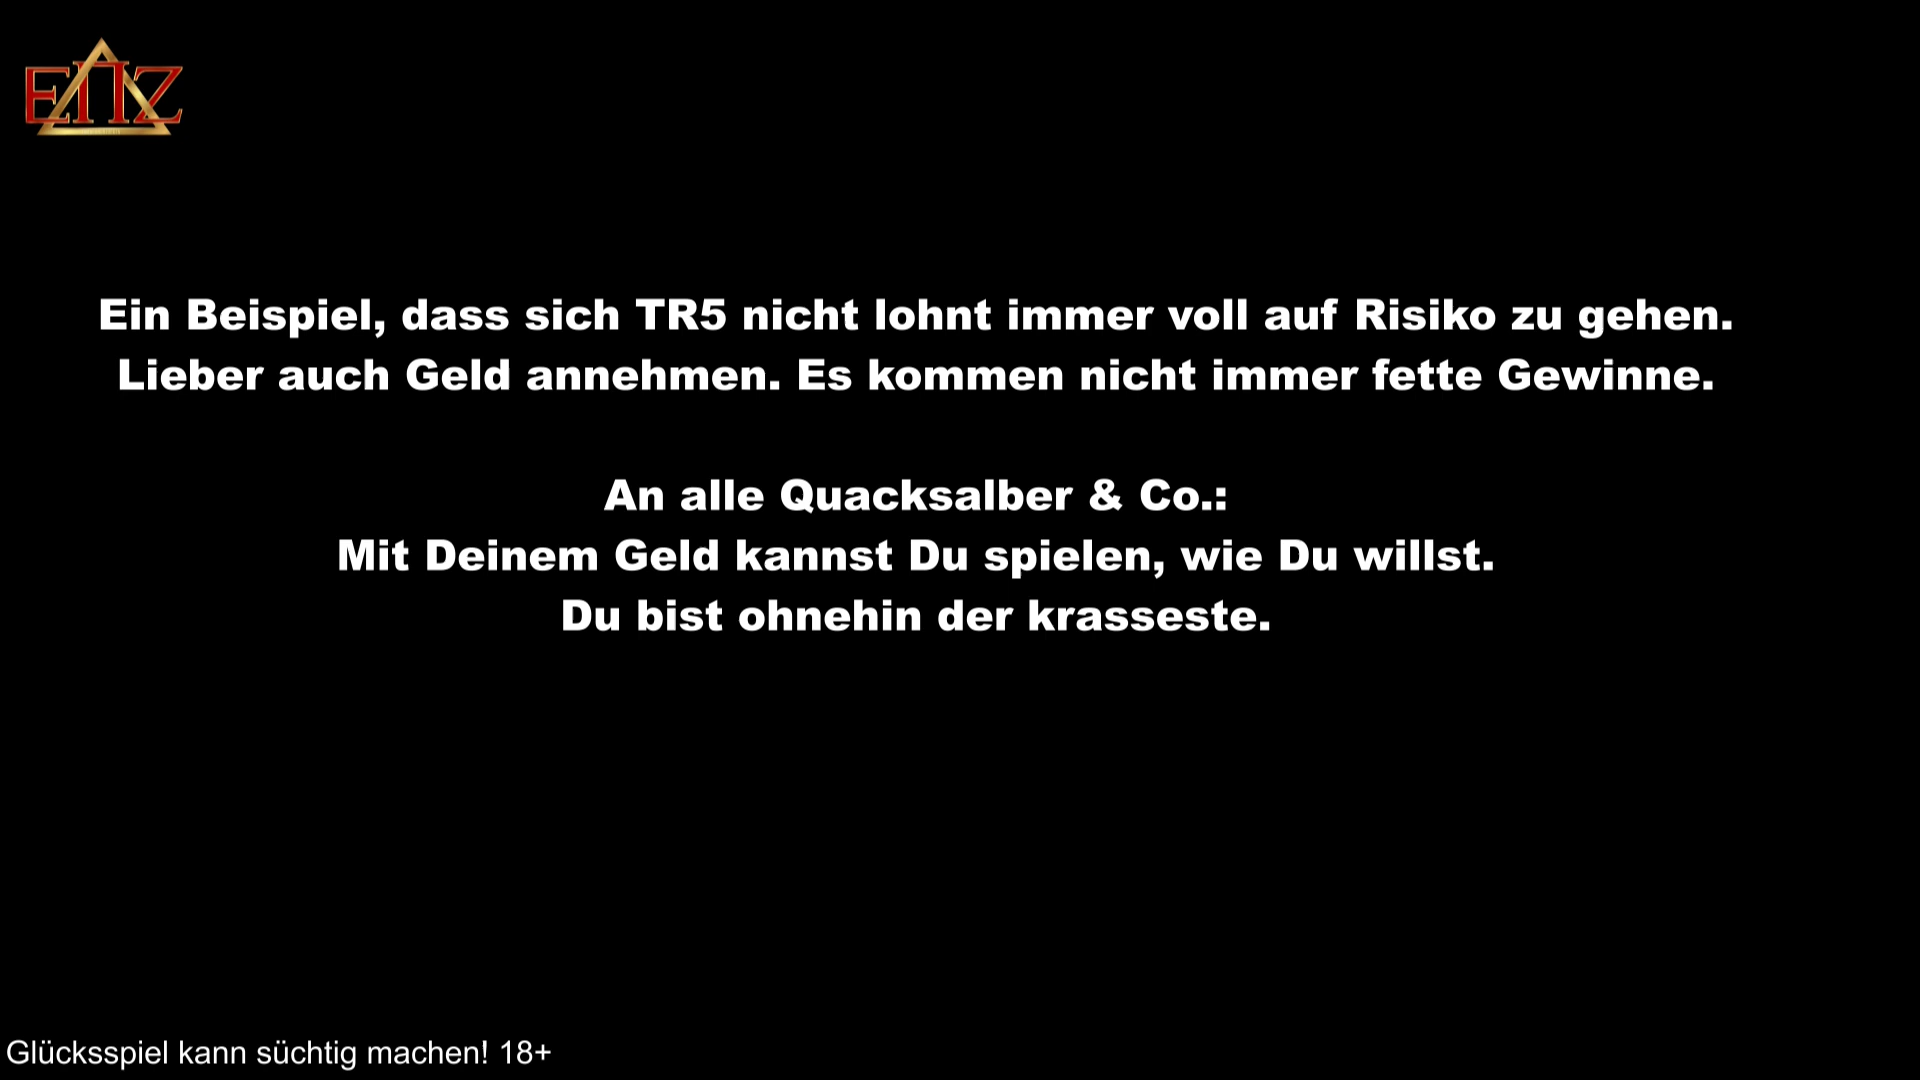 EΠZ
Ein Beispiel, dass sich TR5 nicht lohnt immer voll auf Risiko zu gehen.
Lieber auch Geld annehmen. Es kommen nicht immer fette Gewinne.
An alle Quacksalber & Co.:
Mit Deinem Geld kannst Du spielen, wie Du willst.
Du bist ohnehin der krasseste.
Glücksspiel kann süchtig machen! 18+